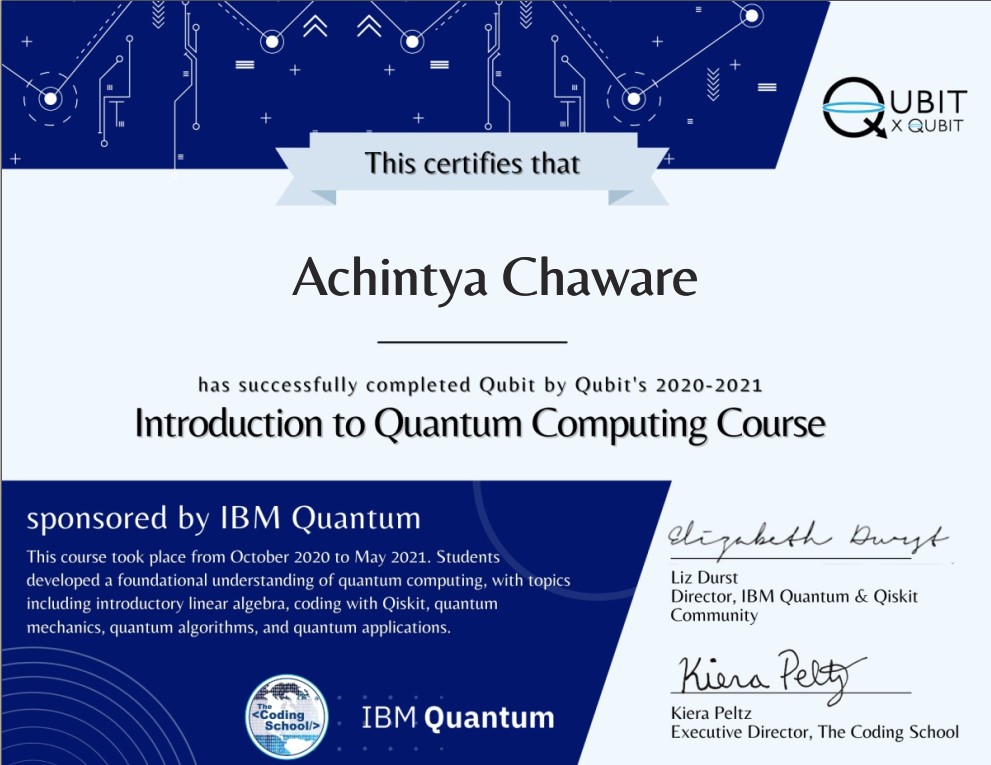 QUBIT
X QUBIT
This certifies that
Achintya Chaware
has successfully completed Qubit by Qubit's 2020-2021
Introduction to Quantum Computing Course
sponsored by IBM Quantum
This course took place from October 2020 to May 2021. Students
developed a foundational understanding of quantum computing, with topics
including introductory linear algebra, coding with Qiskit, quantum
mechanics, quantum algorithms, and quantum applications.
The
<Coding
School/>
IBM Quantum
Elizabeth Durst
Liz Durst
Director, IBM Quantum & Qiskit
Community
Kiera Peltz
Kiera Peltz
Executive Director, The Coding School